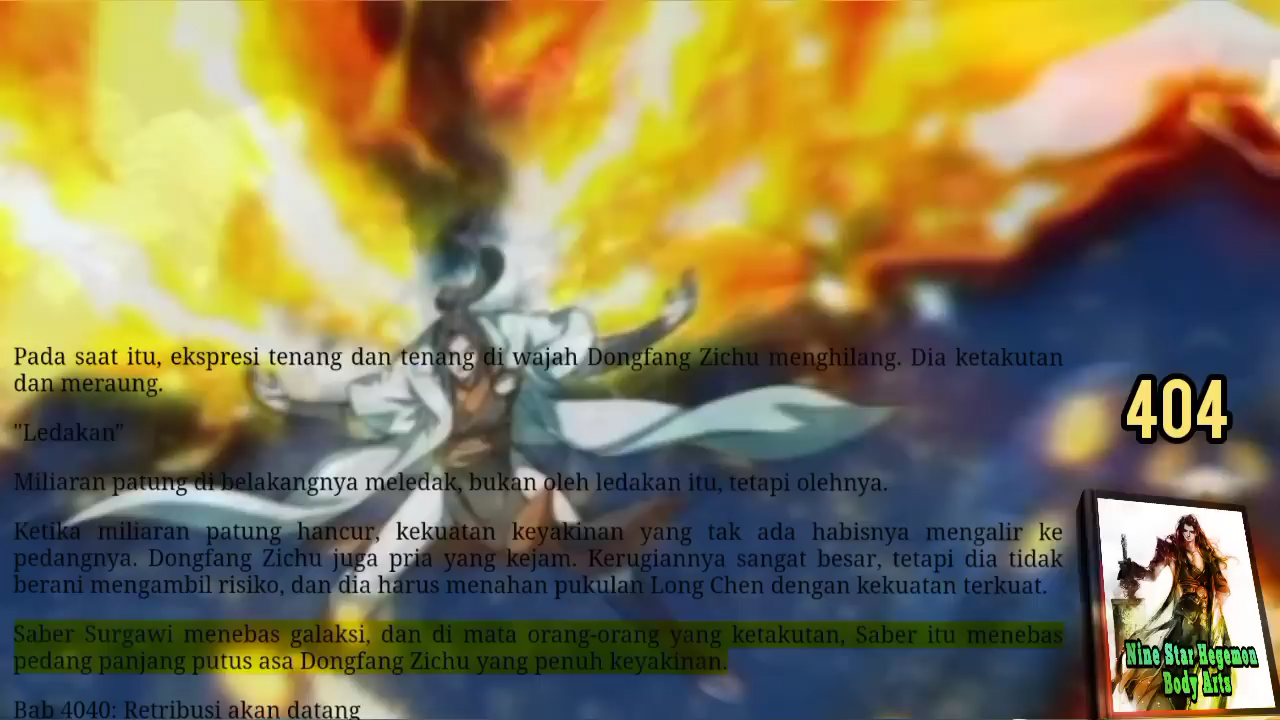 Pada saat itu, ekspresi tenang dan tenang di wajah Dongfang Zichu menghilang. Dia ketakutan
dan meraung.
"Ledakan"
Miliaran patung di belakangnya meledak, bukan oleh ledakan itu, tetapi olehnya.
Ketika miliaran patung hancur, kekuatan keyakinan yang tak ada habisnya mengalir ke
pedangnya. Dongfang Zichu juga pria yang kejam. Kerugiannya sangat besar, tetapi dia tidak
berani mengambil risiko, dan dia harus menahan pukulan Long Chen dengan kekuatan terkuat.
Saber Surgawi menebas galaksi, dan di mata orang-orang yang ketakutan, Saber itu menebas
pedang panjang putus asa Dongfang Zichu yang penuh keyakinan.
Bab 4040: Retribusi akan datang
404
Nine Star Hegemon
Body Arts